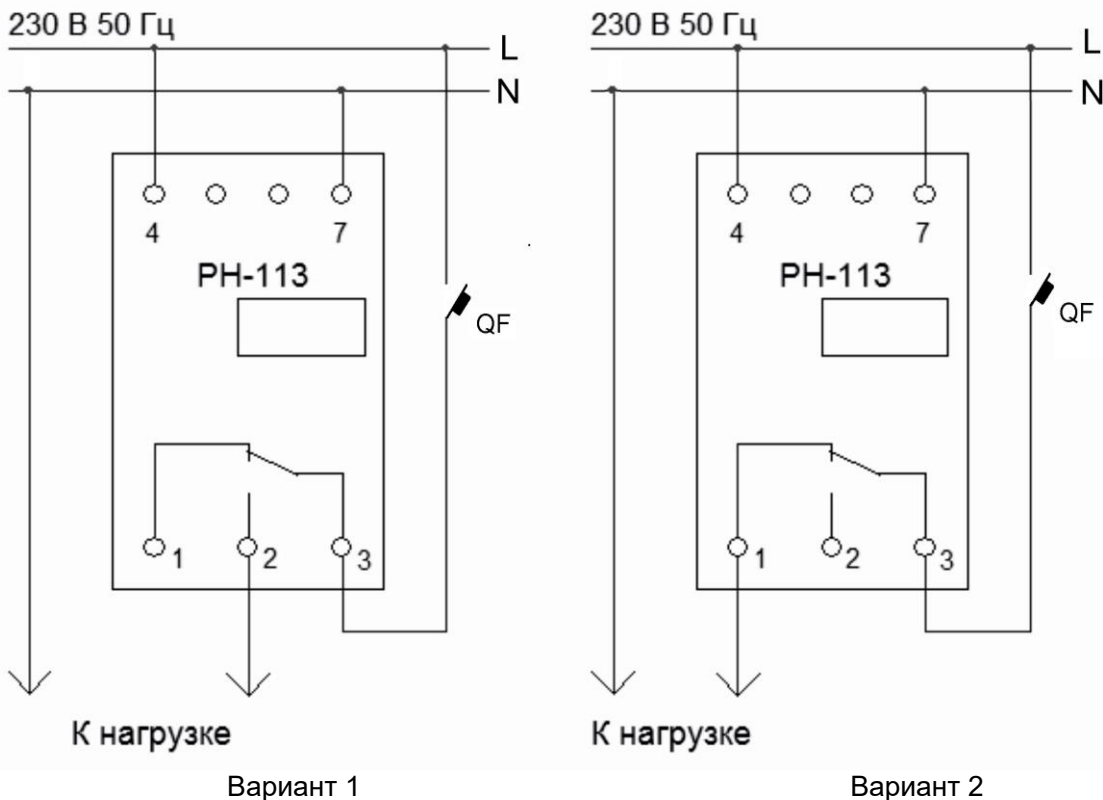 230 В 50 Гц
L
N
4
7
РН-113
QF
1
2
3
К нагрузке
Вариант 1
230 В 50 Гц
L
N
4
7
РН-113
QF
1
2
3
К нагрузке
Вариант 2